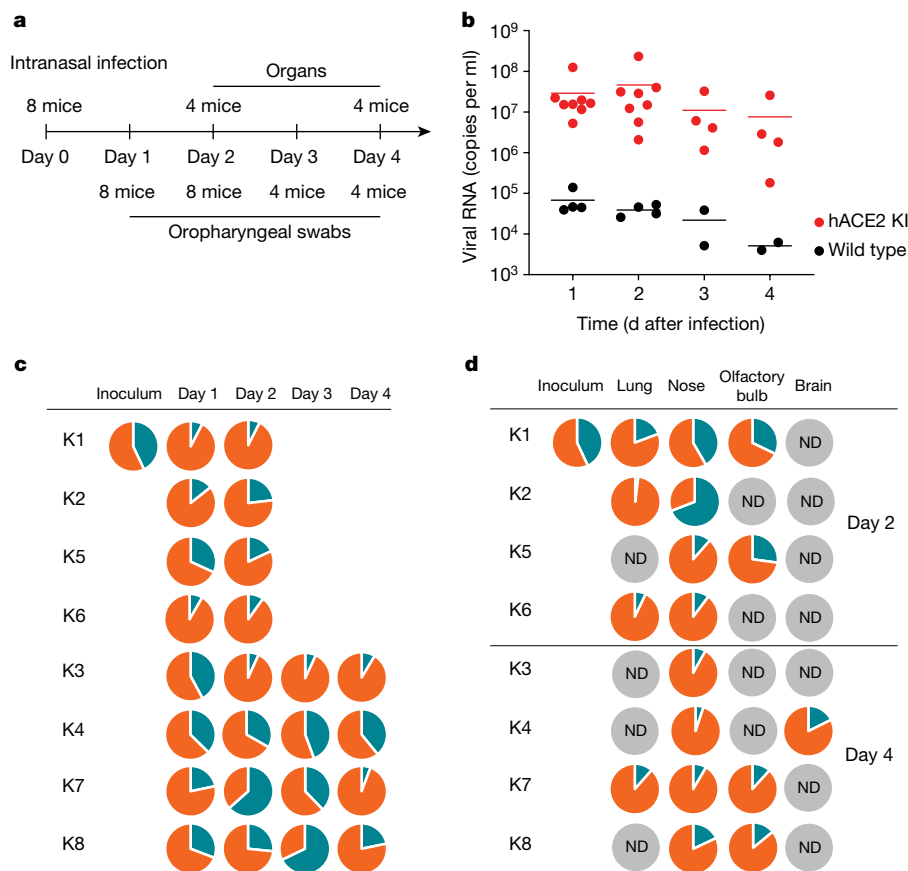 a
Intranasal infection
Organs
8 mice
4 mice
4 mice
Day 0
Day 1
Day 2
Day 3
Day 4
8 mice
8 mice
4 mice
4 mice
Oropharyngeal swabs
b
Viral RNA (copies per ml)
10⁹
10⁸
10⁷
10⁶
10⁵
10⁴
10³
1
2
3
4
Time (d after infection)
hACE2 KI
Wild type
c
Inoculum
Day 1
Day 2
Day 3
Day 4
K1
K2
K5
K6
K3
K4
K7
K8
d
Inoculum
Lung
Nose
Olfactory
bulb
Brain
K1
ND
K2
ND
ND
Day 2
K5
ND
ND
K6
ND
ND
K3
ND
ND
ND
K4
ND
ND
Day 4
K7
ND
K8
ND
ND